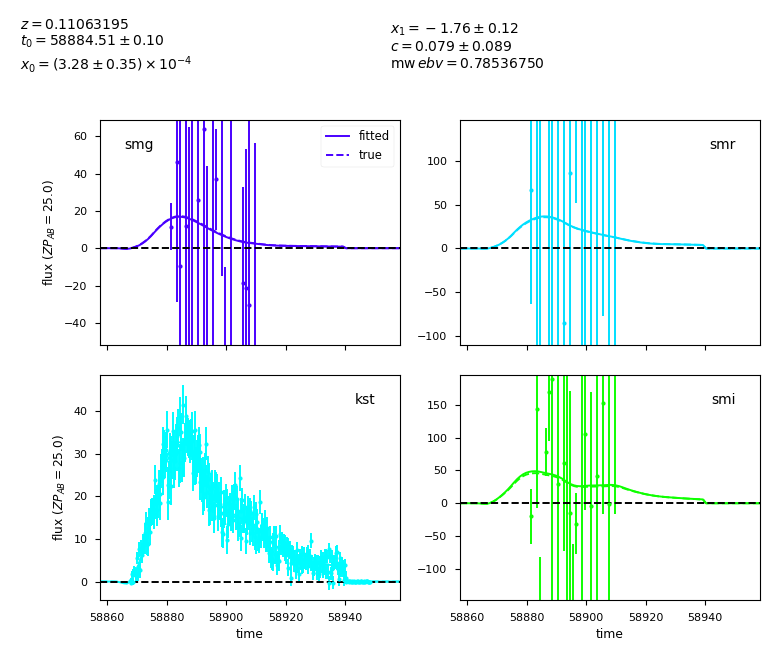 z = 0.11063195
t₀ = 58884.51 ± 0.10
x₀ = (3.28 ± 0.35) × 10⁻⁴
x₁ = −1.76 ± 0.12
c = 0.079 ± 0.089
mw ebv = 0.78536750
smg
fitted
true
60
40
20
0
−20
−40
flux (ZP_AB = 25.0)
smr
100
50
0
−50
−100
kst
40
30
20
10
0
flux (ZP_AB = 25.0)
58860 58880 58900 58920 58940
time
smi
150
100
50
0
−50
−100
58860 58880 58900 58920 58940
time